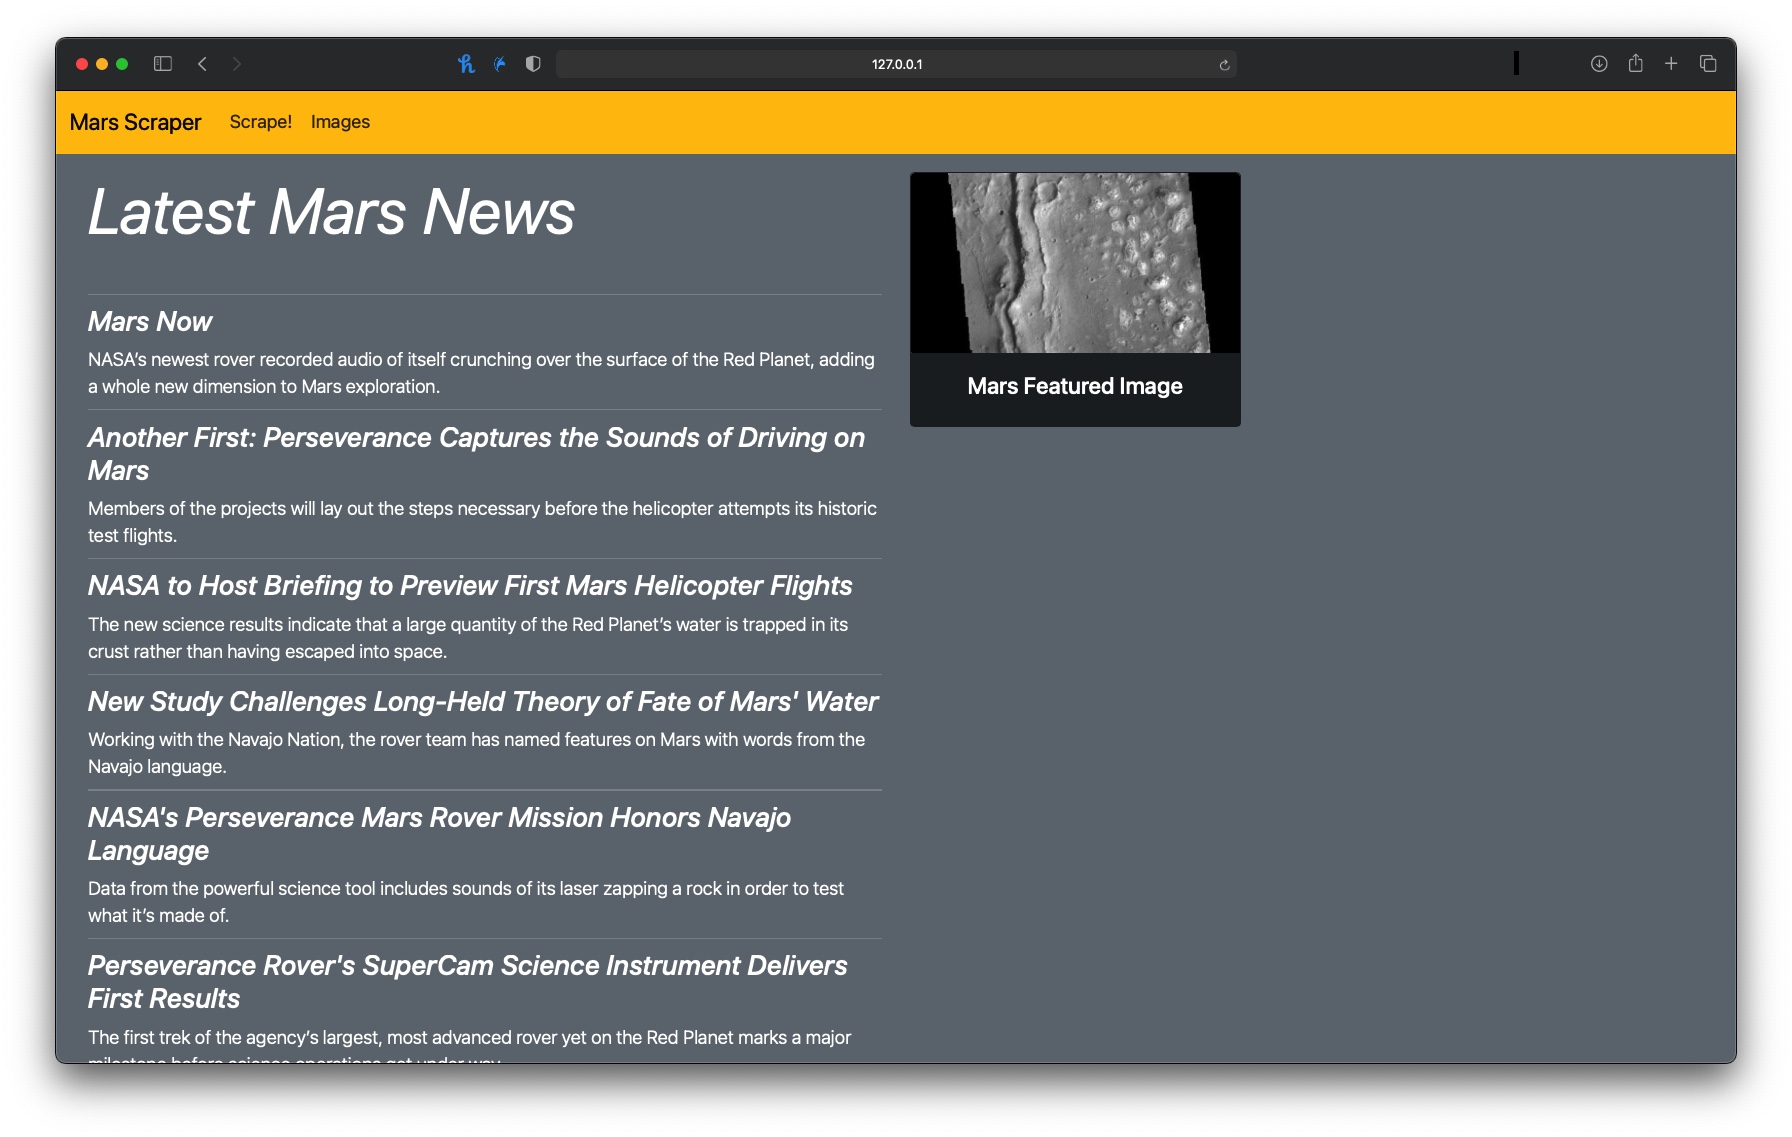 127.0.0.1
Mars Scraper Scrape! Images
Latest Mars News
Mars Now
NASA’s newest rover recorded audio of itself crunching over the surface of the Red Planet, adding
a whole new dimension to Mars exploration.
Another First: Perseverance Captures the Sounds of Driving on
Mars
Members of the projects will lay out the steps necessary before the helicopter attempts its historic
test flights.
NASA to Host Briefing to Preview First Mars Helicopter Flights
The new science results indicate that a large quantity of the Red Planet’s water is trapped in its
crust rather than having escaped into space.
New Study Challenges Long-Held Theory of Fate of Mars' Water
Working with the Navajo Nation, the rover team has named features on Mars with words from the
Navajo language.
NASA's Perseverance Mars Rover Mission Honors Navajo
Language
Data from the powerful science tool includes sounds of its laser zapping a rock in order to test
what it’s made of.
Perseverance Rover's SuperCam Science Instrument Delivers
First Results
The first trek of the agency’s largest, most advanced rover yet on the Red Planet marks a major
milestone before science operations get under way.
Mars Featured Image